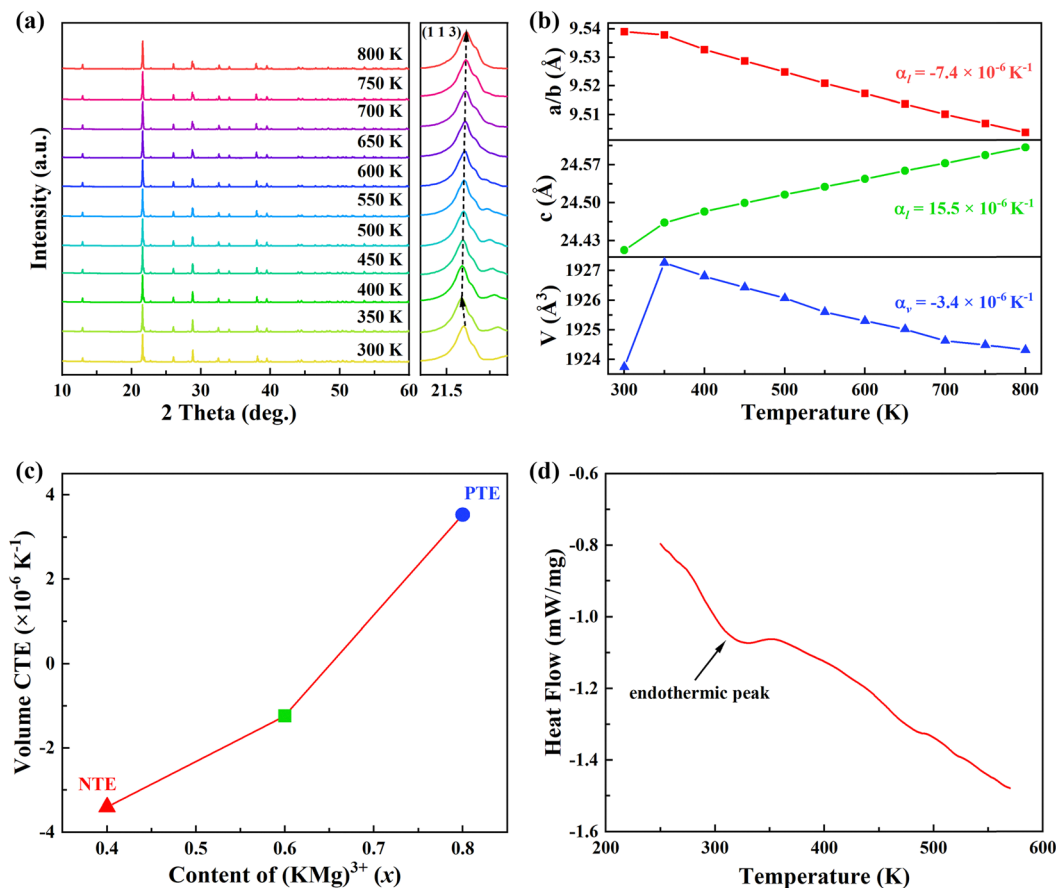 (a)
Intensity (a.u.)
800 K
750 K
700 K
650 K
600 K
550 K
500 K
450 K
400 K
350 K
300 K
10 20 30 40 50 60
2 Theta (deg.)
(1 1 3)
21.5
(b)
a/b (Å)
9.54
9.53
9.52
9.51
αl = -7.4 × 10-6 K-1
c (Å)
24.57
24.50
24.43
αl = 15.5 × 10-6 K-1
V (Å3)
1927
1926
1925
1924
αv = -3.4 × 10-6 K-1
300 400 500 600 700 800
Temperature (K)
(c)
Volume CTE (×10-6 K-1)
4
2
0
-2
-4
PTE
NTE
0.4 0.5 0.6 0.7 0.8
Content of (KMg)3+ (x)
(d)
Heat Flow (mW/mg)
-0.6
-0.8
-1.0
-1.2
-1.4
-1.6
endothermic peak
200 300 400 500 600
Temperature (K)